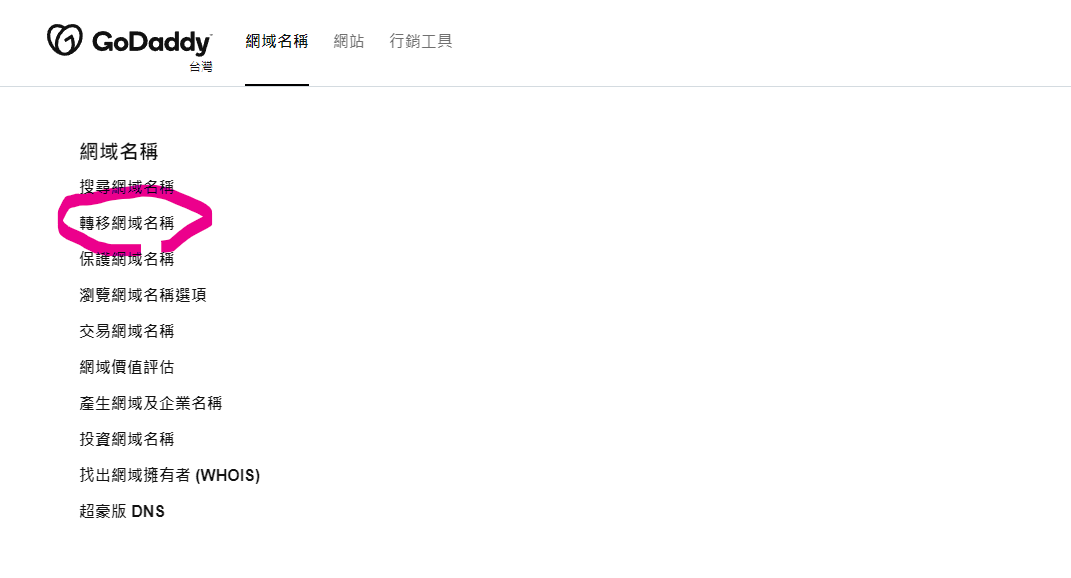 GoDaddy
台灣
網域名稱 網站 行銷工具
網域名稱
搜尋網域名稱
轉移網域名稱
保護網域名稱
瀏覽網域名稱選項
交易網域名稱
網域價值評估
產生網域及企業名稱
投資網域名稱
找出網域擁有者 (WHOIS)
超豪版 DNS